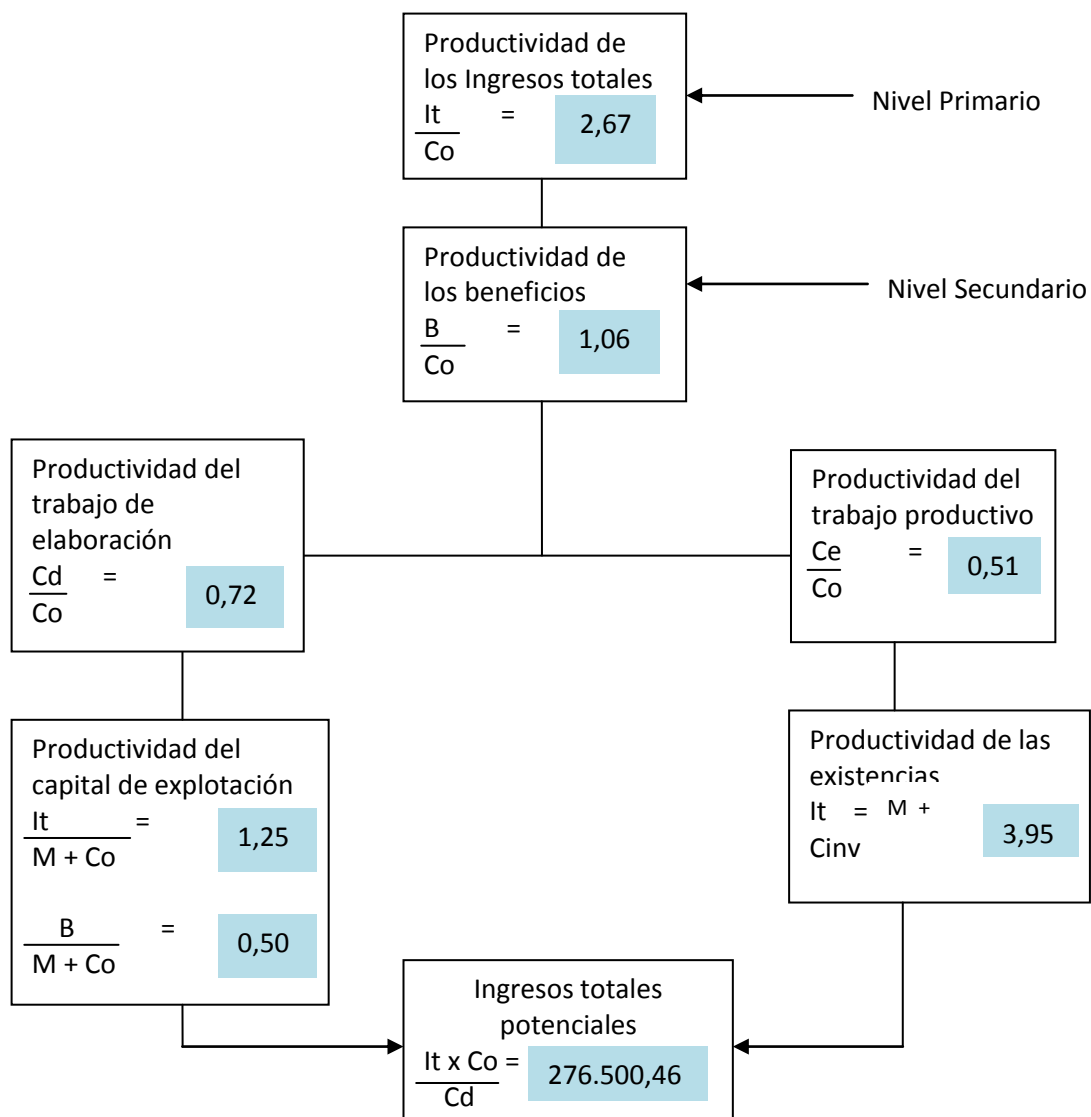 Productividad de
los Ingresos totales
It
Co
=
2,67
Nivel Primario
Productividad de
los beneficios
B
Co
=
1,06
Nivel Secundario
Productividad del
trabajo de
elaboración
Cd
Co
=
0,72
Productividad del
trabajo productivo
Ce
Co
=
0,51
Productividad del
capital de explotación
It
M + Co
=
1,25
B
M + Co
=
0,50
Productividad de las
existencias
It = M +
Cinv
3,95
Ingresos totales
potenciales
It x Co =
Cd
276.500,46